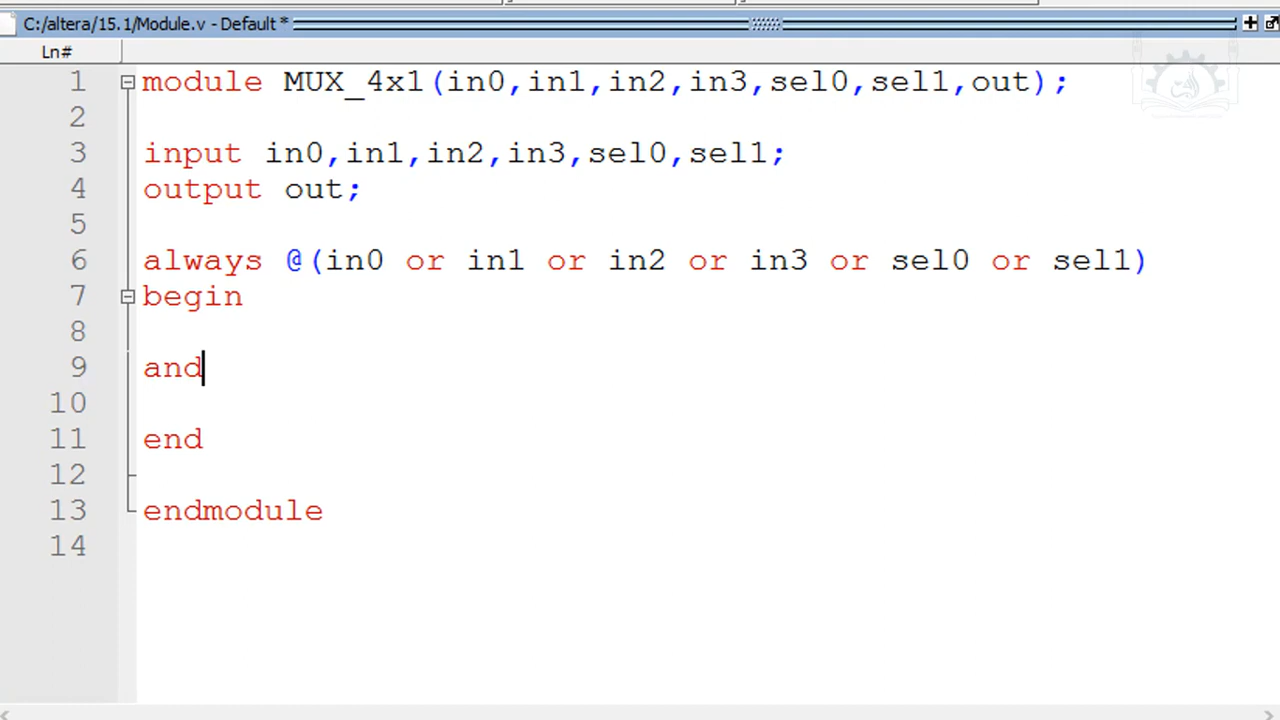 C:/altera/15.1/Module.v - Default *
Ln#
1 module MUX_4x1(in0,in1,in2,in3,sel0,sel1,out);
2
3 input in0,in1,in2,in3,sel0,sel1;
4 output out;
5
6 always @(in0 or in1 or in2 or in3 or sel0 or sel1)
7 begin
8
9 and
10
11 end
12
13 endmodule
14